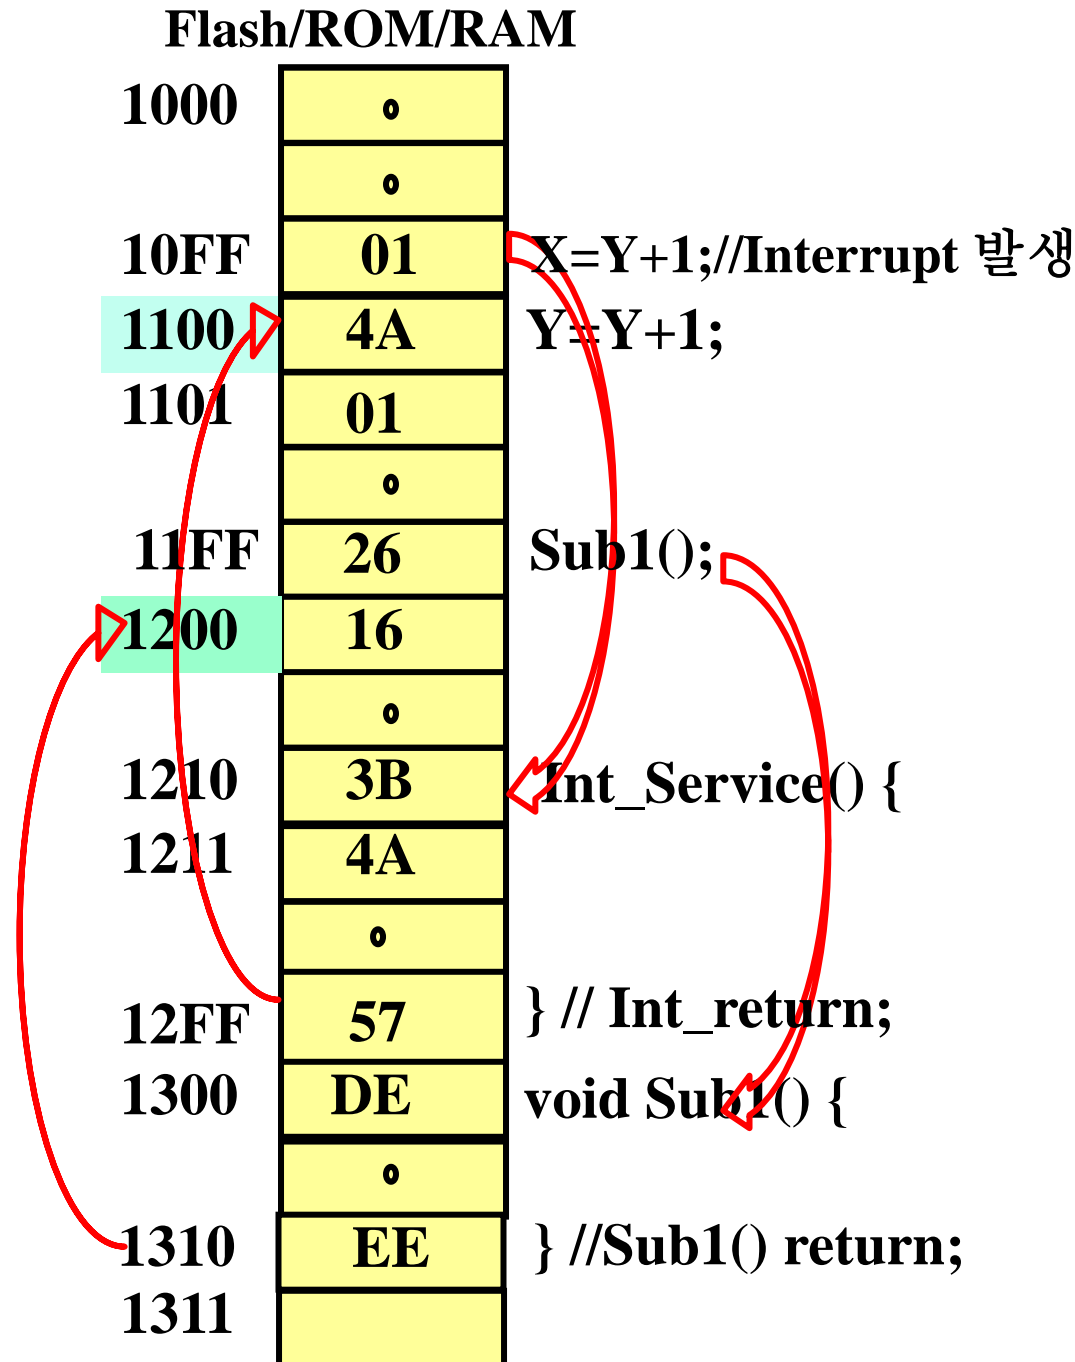 Flash/ROM/RAM
1000
10FF 01 X=Y+1;//Interrupt 발생
1100 4A Y=Y+1;
1101 01
11FF 26 Sub1();
1200 16
1210 3B Int_Service() {
1211 4A
12FF 57 } // Int_return;
1300 DE void Sub1() {
1310 EE } //Sub1() return;
1311